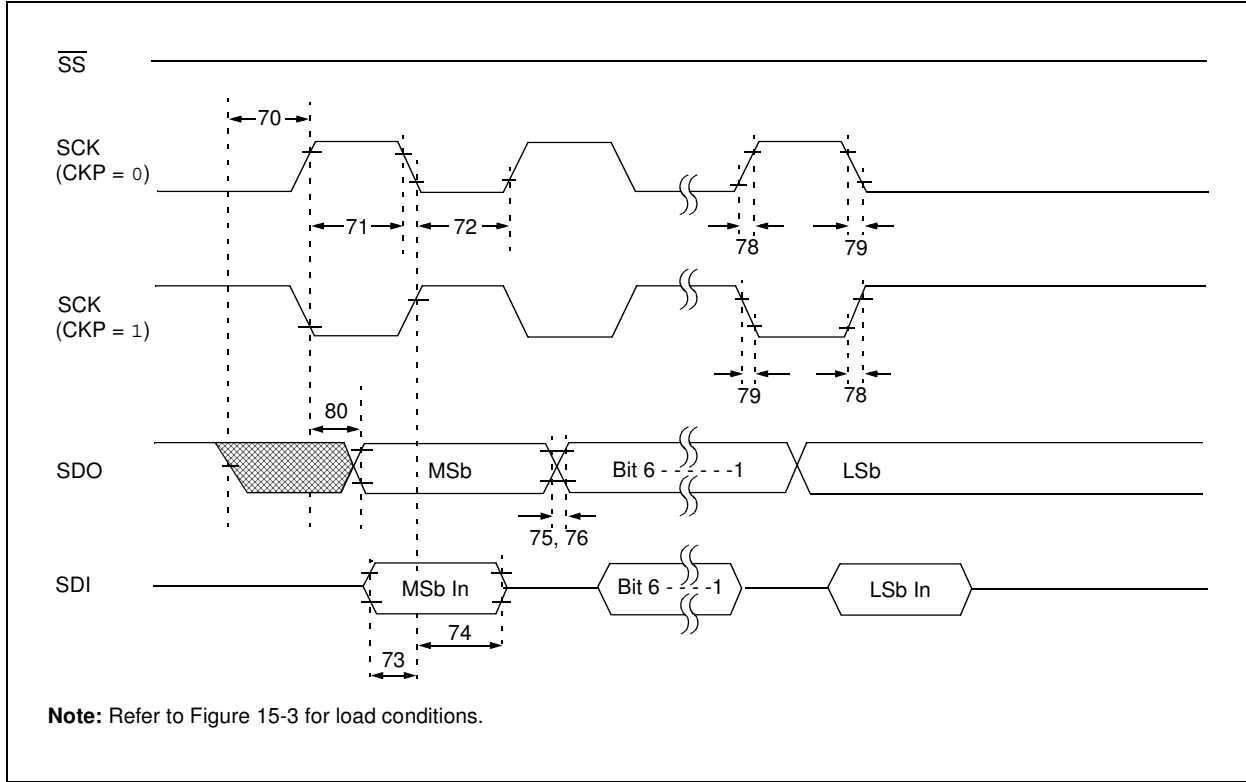 SS
70
SCK
(CKP = 0)
71
72
78
79
SCK
(CKP = 1)
79
78
80
SDO
MSb
Bit 6 - - - - - - -1
LSb
75, 76
SDI
MSb In
Bit 6 - - - - -1
LSb In
74
73
Note: Refer to Figure 15-3 for load conditions.